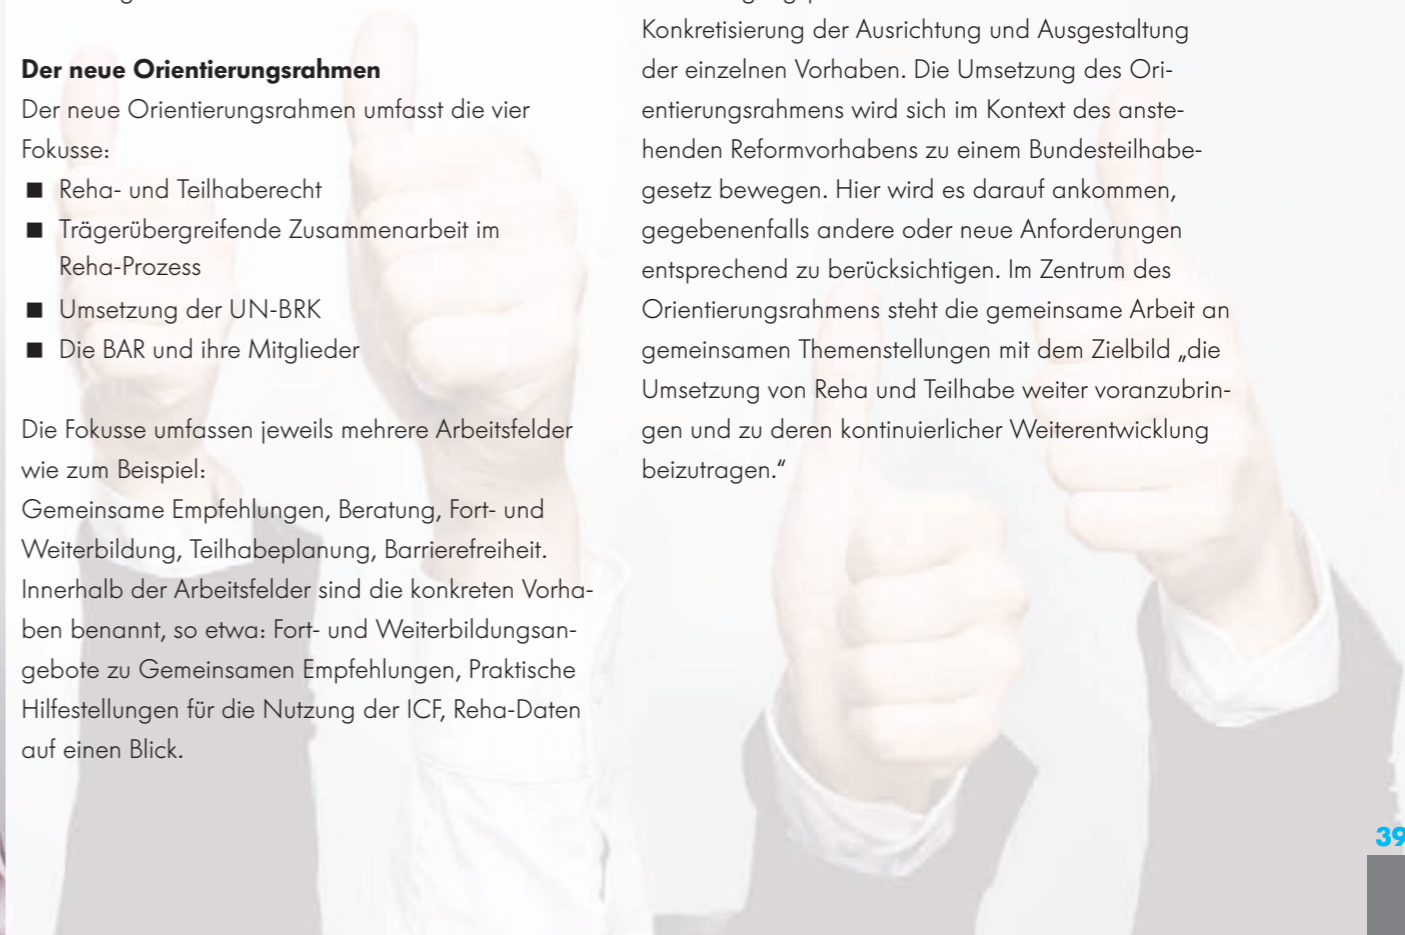 Der neue Orientierungsrahmen
Der neue Orientierungsrahmen umfasst die vier
Fokusse:
■ Reha- und Teilhaberecht
■ Trägerübergreifende Zusammenarbeit im
Reha-Prozess
■ Umsetzung der UN-BRK
■ Die BAR und ihre Mitglieder
Die Fokusse umfassen jeweils mehrere Arbeitsfelder
wie zum Beispiel:
Gemeinsame Empfehlungen, Beratung, Fort- und
Weiterbildung, Teilhabeplanung, Barrierefreiheit.
Innerhalb der Arbeitsfelder sind die konkreten Vorha-
ben benannt, so etwa: Fort- und Weiterbildungsan-
gebote zu Gemeinsamen Empfehlungen, Praktische
Hilfestellungen für die Nutzung der ICF, Reha-Daten
auf einen Blick.
Konkretisierung der Ausrichtung und Ausgestaltung
der einzelnen Vorhaben. Die Umsetzung des Ori-
entierungsrahmens wird sich im Kontext des anste-
henden Reformvorhabens zu einem Bundesteilhabe-
gesetz bewegen. Hier wird es darauf ankommen,
gegebenenfalls andere oder neue Anforderungen
entsprechend zu berücksichtigen. Im Zentrum des
Orientierungsrahmens steht die gemeinsame Arbeit an
gemeinsamen Themenstellungen mit dem Zielbild „die
Umsetzung von Reha und Teilhabe weiter voranzubrin-
gen und zu deren kontinuierlicher Weiterentwicklung
beizutragen.“
39